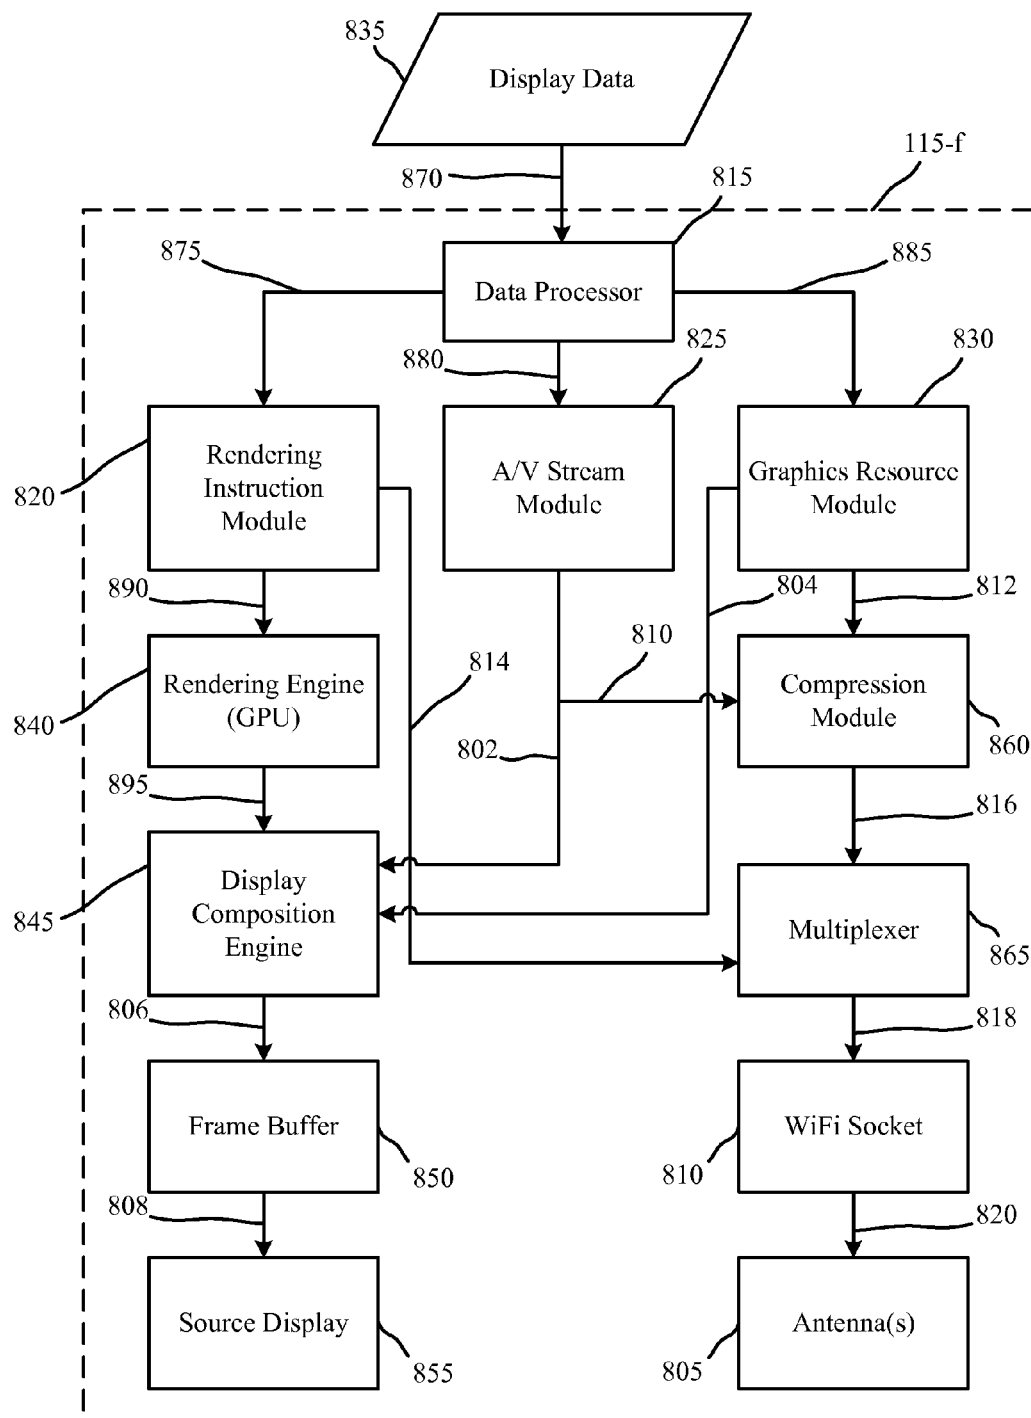 835
Display Data
115-f
870
815
875
885
Data Processor
880
825
830
Rendering
Instruction
Module
A/V Stream
Module
Graphics Resource
Module
820
890
804
812
810
814
Rendering Engine
(GPU)
Compression
Module
840
802
860
895
816
Display
Composition
Engine
Multiplexer
845
865
806
818
Frame Buffer
WiFi Socket
850
810
808
820
Source Display
Antenna(s)
855
805